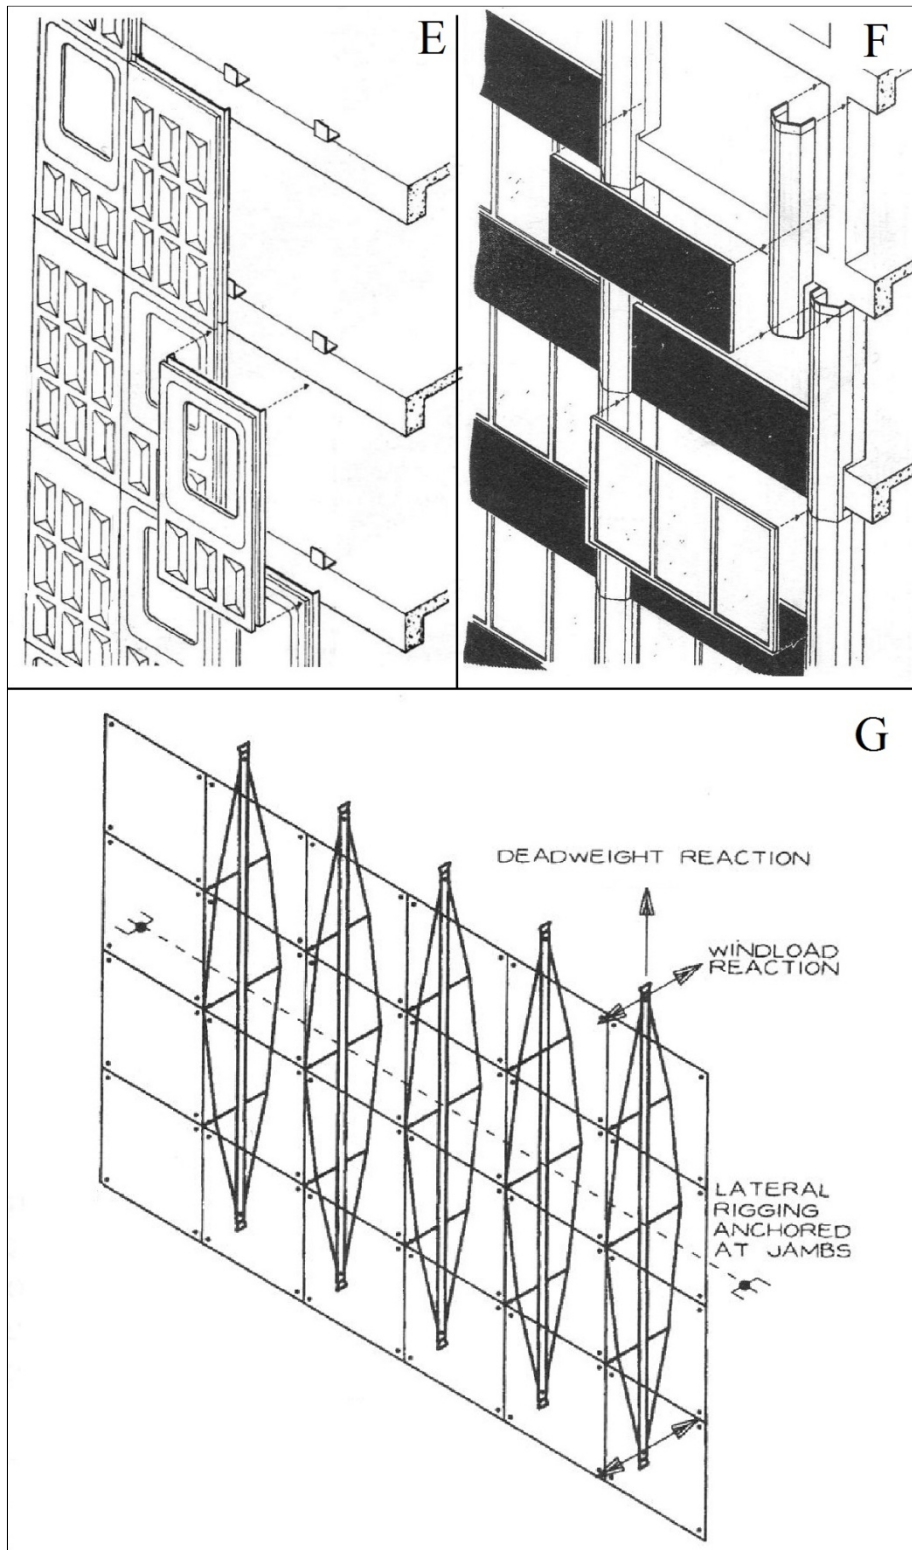 E
F
G
DEADWEIGHT REACTION
WINDLOAD
REACTION
LATERAL
RIGGING
ANCHORED
AT JAMBS